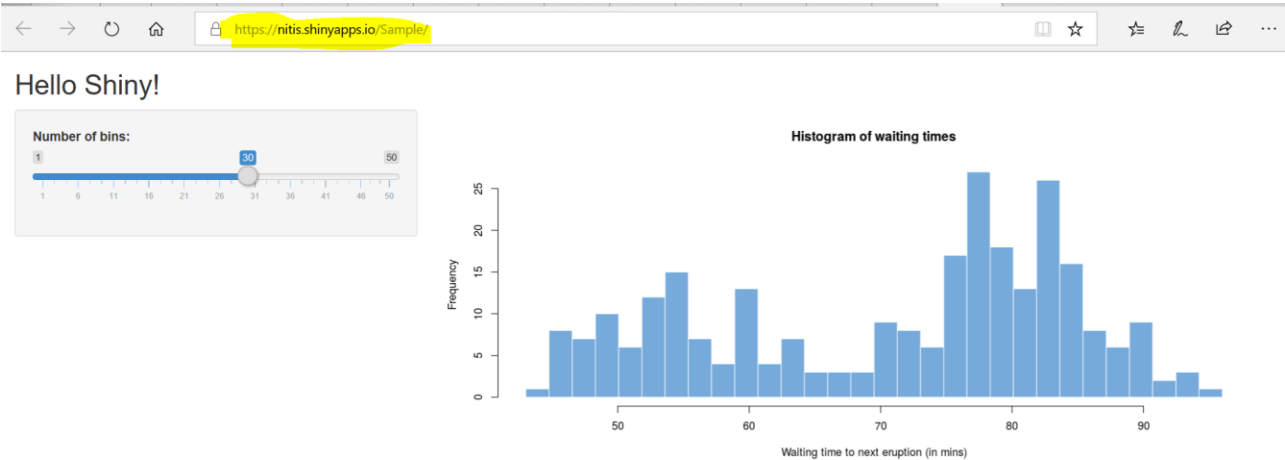 https://nitis.shinyapps.io/Sample/
Hello Shiny!
Number of bins:
1 30 50
1 6 11 16 21 26 31 36 41 46 50
Histogram of waiting times
Frequency
0 5 10 15 20 25
50 60 70 80 90
Waiting time to next eruption (in mins)